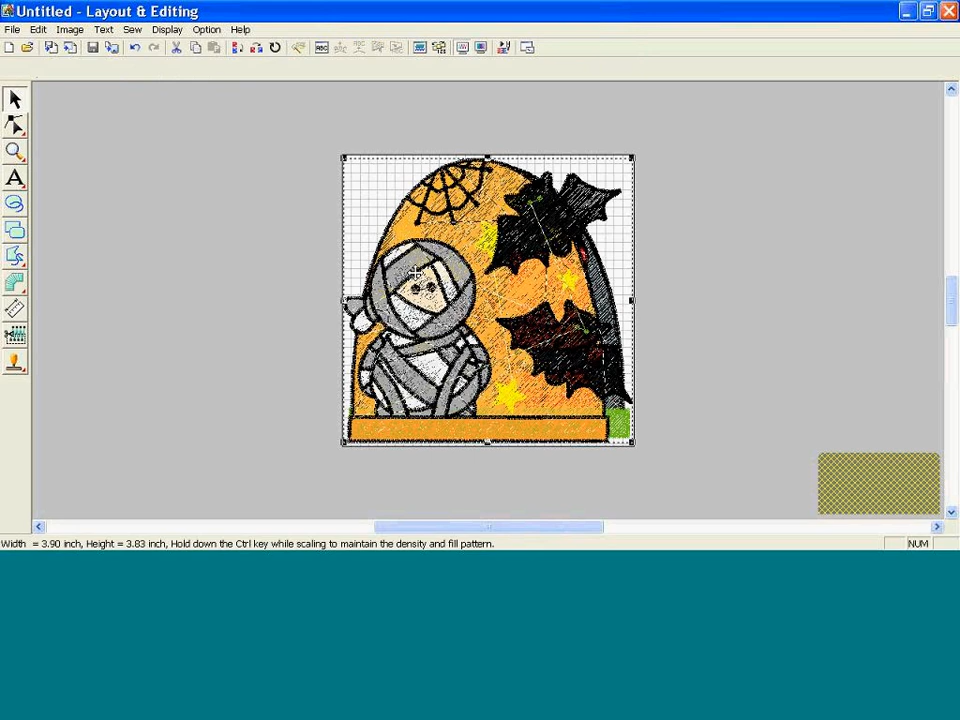 Untitled - Layout & Editing
File Edit Image Text Sew Display Option Help
ABC
A
Width = 3.90 inch, Height = 3.83 inch, Hold down the Ctrl key while scaling to maintain the density and fill pattern.
NUM